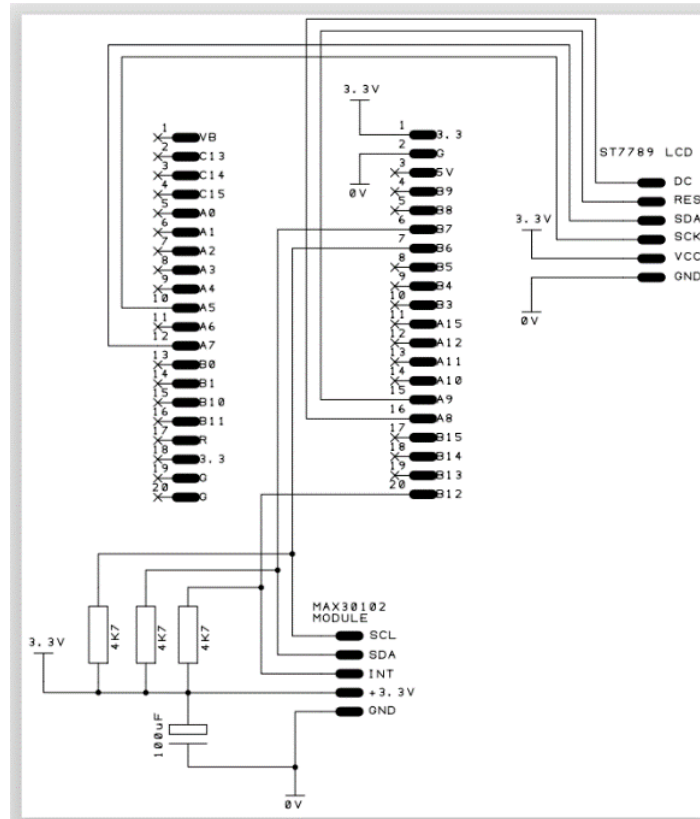 3.3V
1 VB
2 C13
3 C14
4 C15
5 A0
6 A1
7 A2
8 A3
9 A4
10 A5
11 A6
12 A7
13 B0
14 B1
15 B10
16 B11
17 R
18 3.3
19 G
20 G
1 3.3
2 G
3 5V
4 B9
5 B8
6 B7
7 B6
8 B5
9 B4
10 B3
11 A15
12 A12
13 A11
14 A10
15 A9
16 A8
17 B15
18 B14
19 B13
20 B12
0V
ST7789 LCD
DC
RES
SDA
SCK
VCC
GND
3.3V
0V
MAX30102
MODULE
SCL
SDA
INT
+3.3V
GND
3.3V
4K7
4K7
4K7
100uF
0V